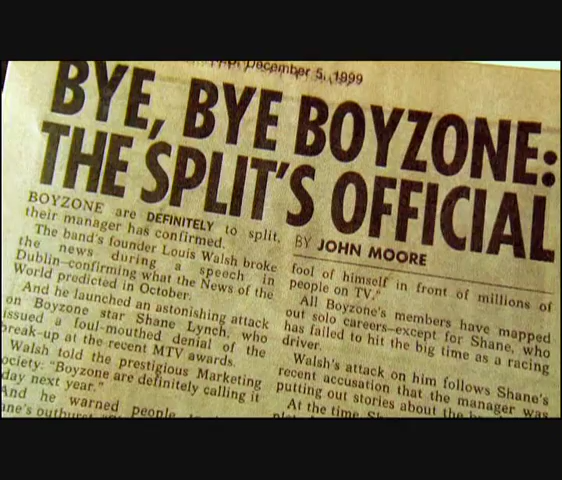 December 5, 1999
BYE, BYE BOYZONE:
THE SPLIT'S OFFICIAL
BOYZONE are DEFINITELY to split,
their manager has confirmed.
The band's founder Louis Walsh broke
the news during a speech in
Dublin–confirming what the News of the
World predicted in October.
And he launched an astonishing attack
on Boyzone star Shane Lynch, who
issued a foul-mouthed denial of the
break-up at the recent MTV awards.
Walsh told the prestigious Marketing
ociety: "Boyzone are definitely calling it
day next year."
And he warned people
ane's outburst
BY JOHN MOORE
fool of himself in front of millions of
people on TV."
All Boyzone's members have mapped
out solo careers–except for Shane, who
has failed to hit the big time as a racing
driver.
Walsh's attack on him follows Shane's
recent accusation that the manager was
putting out stories about the
At the time